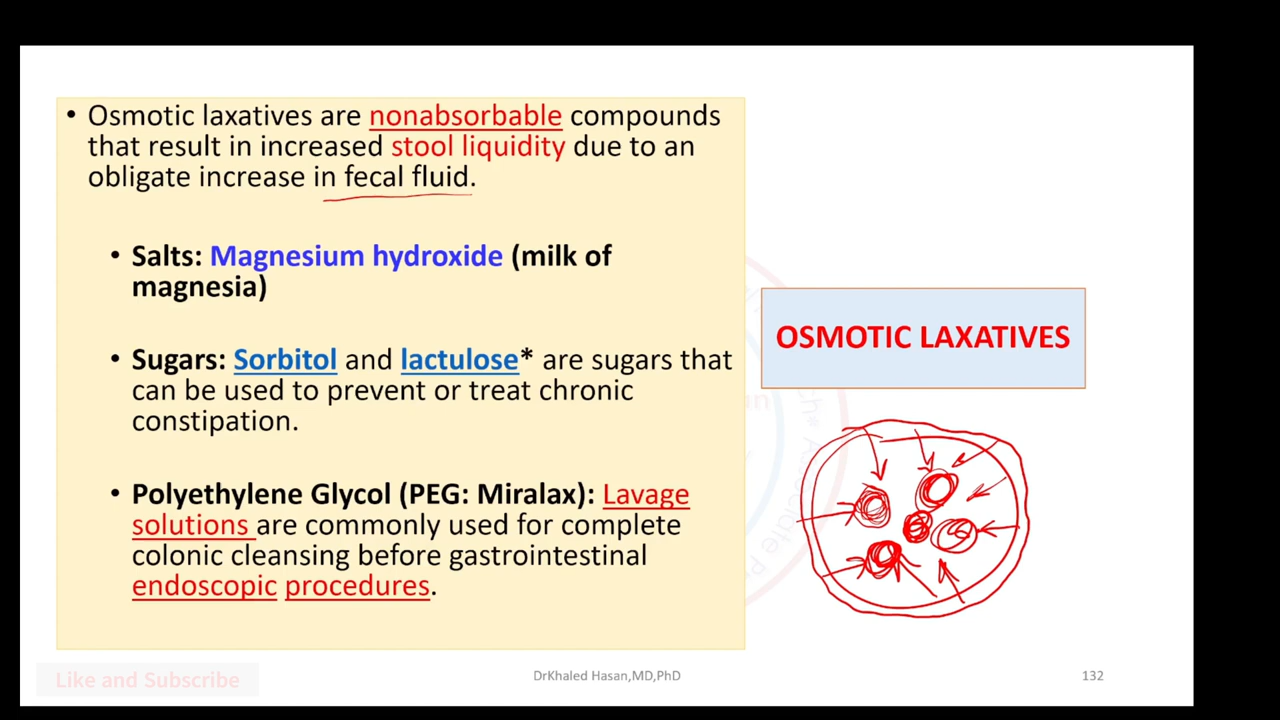 • Osmotic laxatives are nonabsorbable compounds
that result in increased stool liquidity due to an
obligate increase in fecal fluid.
• Salts: Magnesium hydroxide (milk of
magnesia)
• Sugars: Sorbitol and lactulose* are sugars that
can be used to prevent or treat chronic
constipation.
• Polyethylene Glycol (PEG: Miralax): Lavage
solutions are commonly used for complete
colonic cleansing before gastrointestinal
endoscopic procedures.
OSMOTIC LAXATIVES
Like and Subscribe
DrKhaled Hasan,MD,PhD
132